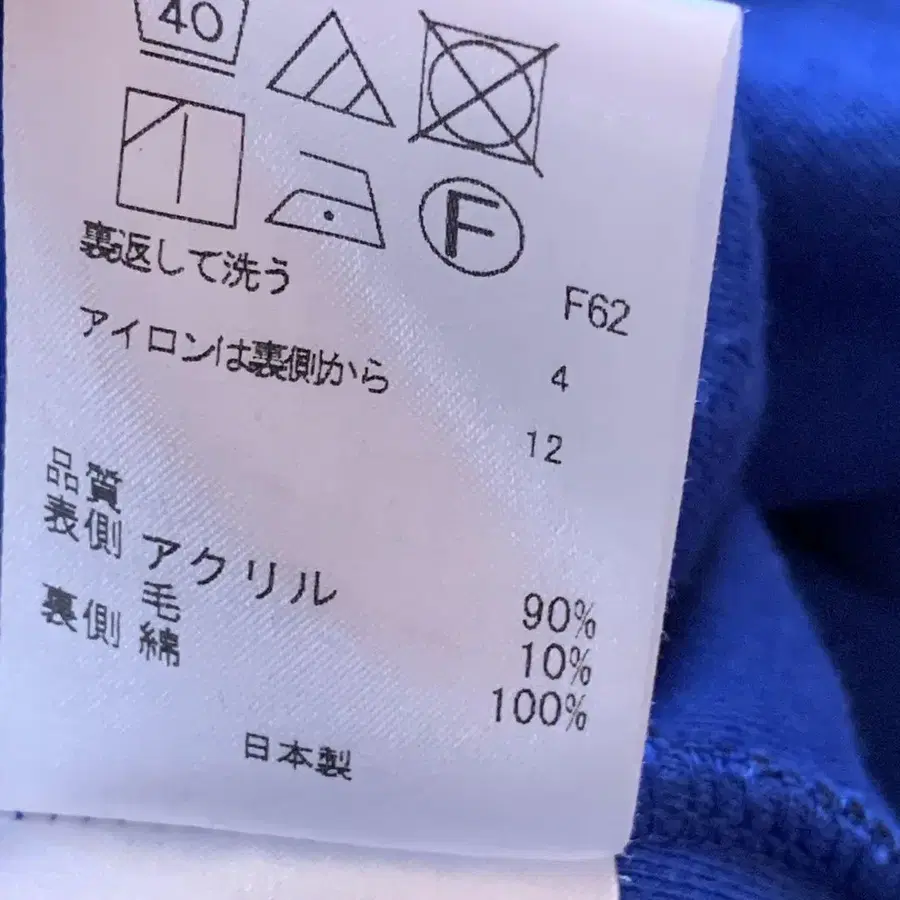 40
F
裏返して洗う
F62
アイロンは裏側から
4
12
品質
表側 アクリル 90%
毛 10%
裏側 綿 100%
日本製